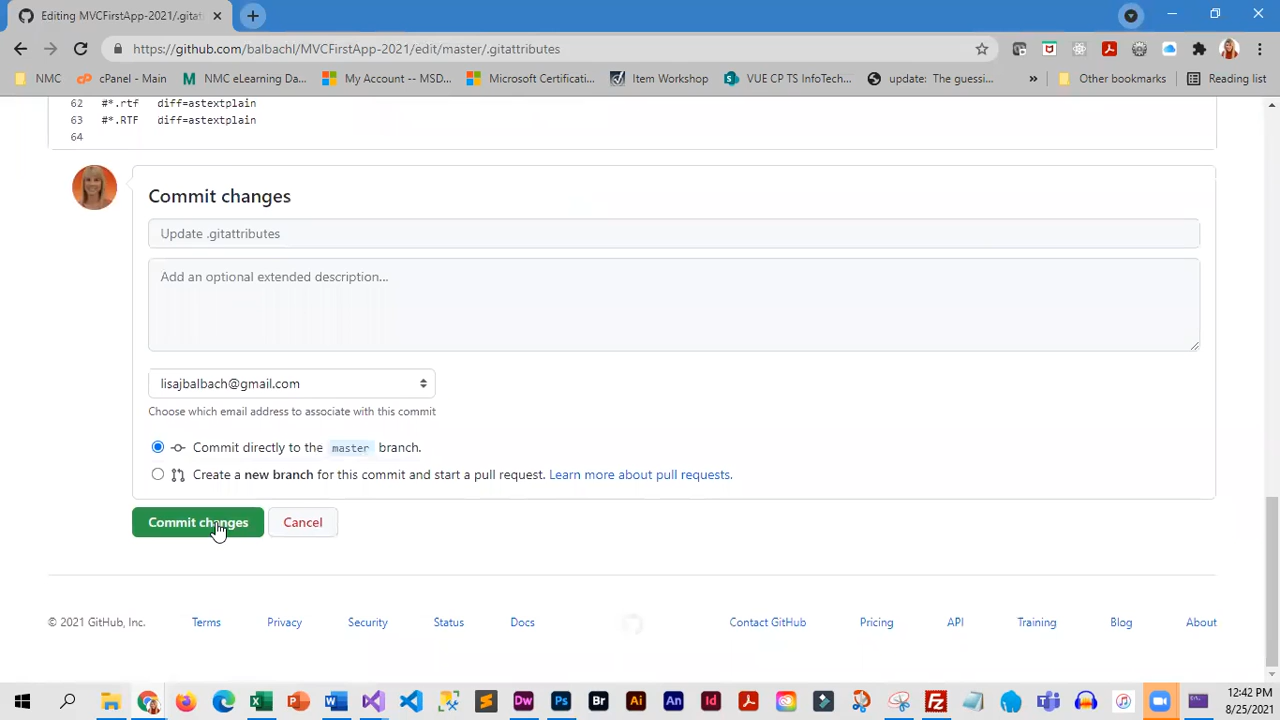 Editing MVCFirstApp-2021/.gitat
https://github.com/balbachl/MVCFirstApp-2021/edit/master/.gitattributes
NMC
cPanel - Main
NMC eLearning Da...
My Account -- MSD...
Microsoft Certificati...
Item Workshop
VUE CP TS InfoTech...
update: The guessi...
»
Other bookmarks
Reading list
62 #*.rtf diff=astextplain
63 #*.RTF diff=astextplain
64
Commit changes
Update .gitattributes
Add an optional extended description...
lisajbalbach@gmail.com
Choose which email address to associate with this commit
Commit directly to the master branch.
Create a new branch for this commit and start a pull request. Learn more about pull requests.
Commit changes Cancel
© 2021 GitHub, Inc. Terms Privacy Security Status Docs Contact GitHub Pricing API Training Blog About
12:42 PM
8/25/2021